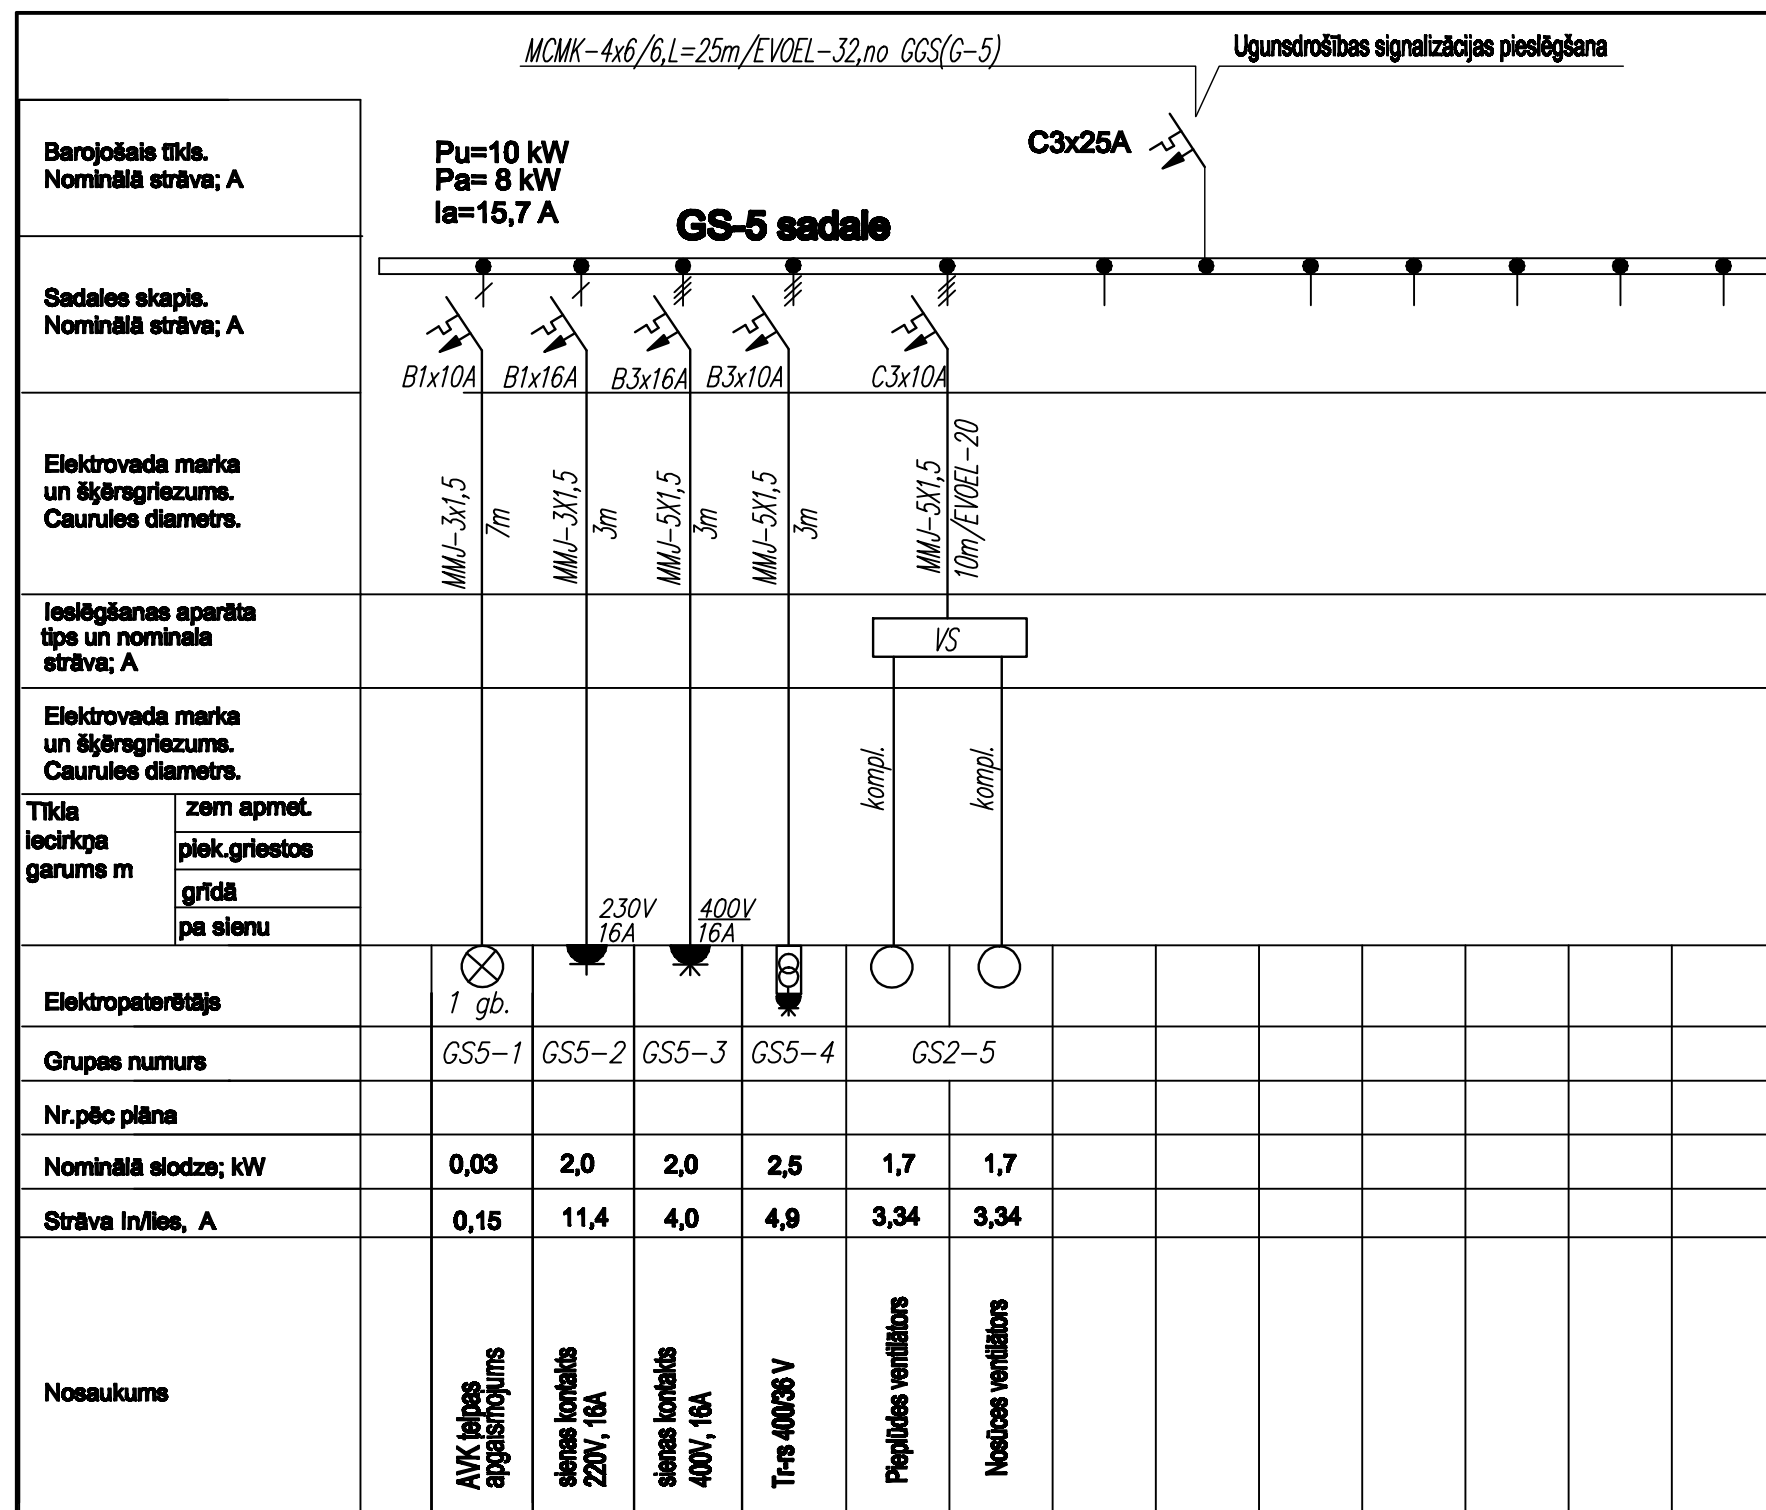 MCMK-4x6/6,L=25m/EVOEL-32,no GGS(G-5)
Ugunsdrošības signalizācijas pieslēgšana
Barojošais tīkls.
Nominālā strāva; A
Pu=10 kW
Pa= 8 kW
Ia=15,7 A
C3x25A
GS-5 sadale
Sadales skapis.
Nominālā strāva; A
B1x10A
B1x16A
B3x16A
B3x10A
C3x10A
Elektrovada marka
un šķērsgriezums.
Caurules diametrs.
MMJ-3x1,5
7m
MMJ-3X1,5
3m
MMJ-5X1,5
3m
MMJ-5X1,5
3m
MMJ-5X1,5
10m/EVOEL-20
Ieslēgšanas aparāta
tips un nominala
strāva; A
VS
Elektrovada marka
un šķērsgriezums.
Caurules diametrs.
kompl.
kompl.
Tīkla
iecirkņa
garums m
zem apmet.
piek.griestos
grīdā
pa sienu
230V
16A
400V
16A
Elektropaterētājs
1 gb.
Grupas numurs
GS5-1
GS5-2
GS5-3
GS5-4
GS2-5
Nr.pēc plāna
Nominālā slodze; kW
0,03
2,0
2,0
2,5
1,7
1,7
Strāva In/Iies, A
0,15
11,4
4,0
4,9
3,34
3,34
Nosaukums
AVK telpas
apgaismojums
sienas kontakts
220V, 16A
sienas kontakts
400V, 16A
Tr-rs 400/36 V
Pieplūdes ventilātors
Nosūces ventilātors